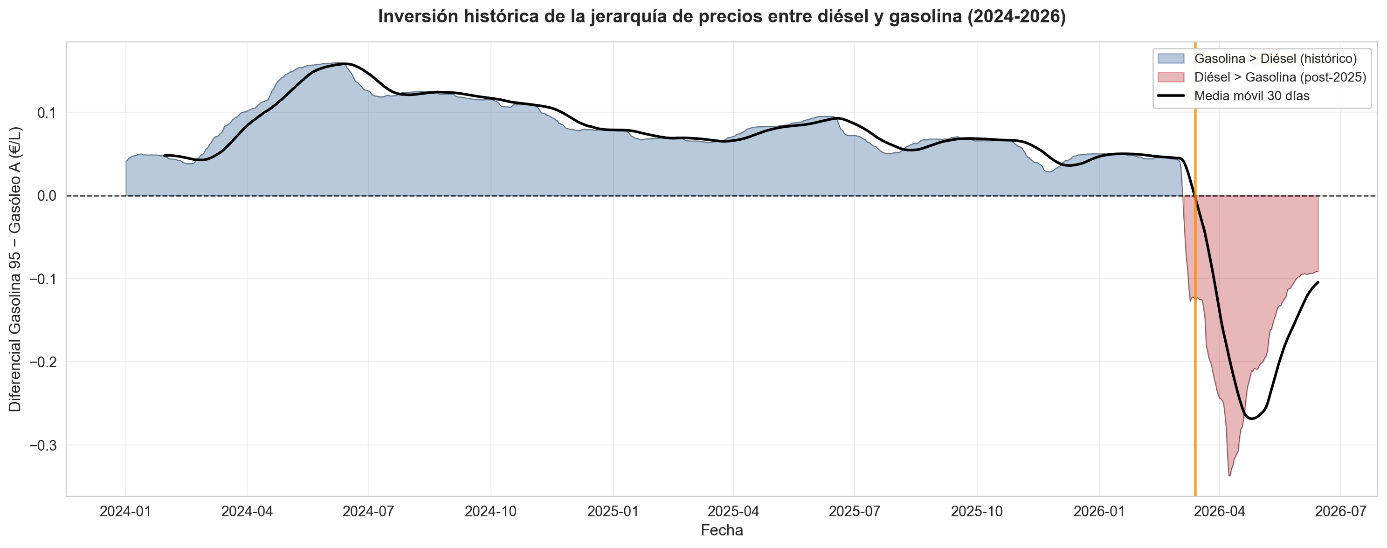 Inversión histórica de la jerarquía de precios entre diésel y gasolina (2024-2026)
Gasolina > Diésel (histórico)
Diésel > Gasolina (post-2025)
Media móvil 30 días
Diferencial Gasolina 95 − Gasóleo A (€/L)
0.1
0.0
−0.1
−0.2
−0.3
2024-01 2024-04 2024-07 2024-10 2025-01 2025-04 2025-07 2025-10 2026-01 2026-04 2026-07
Fecha